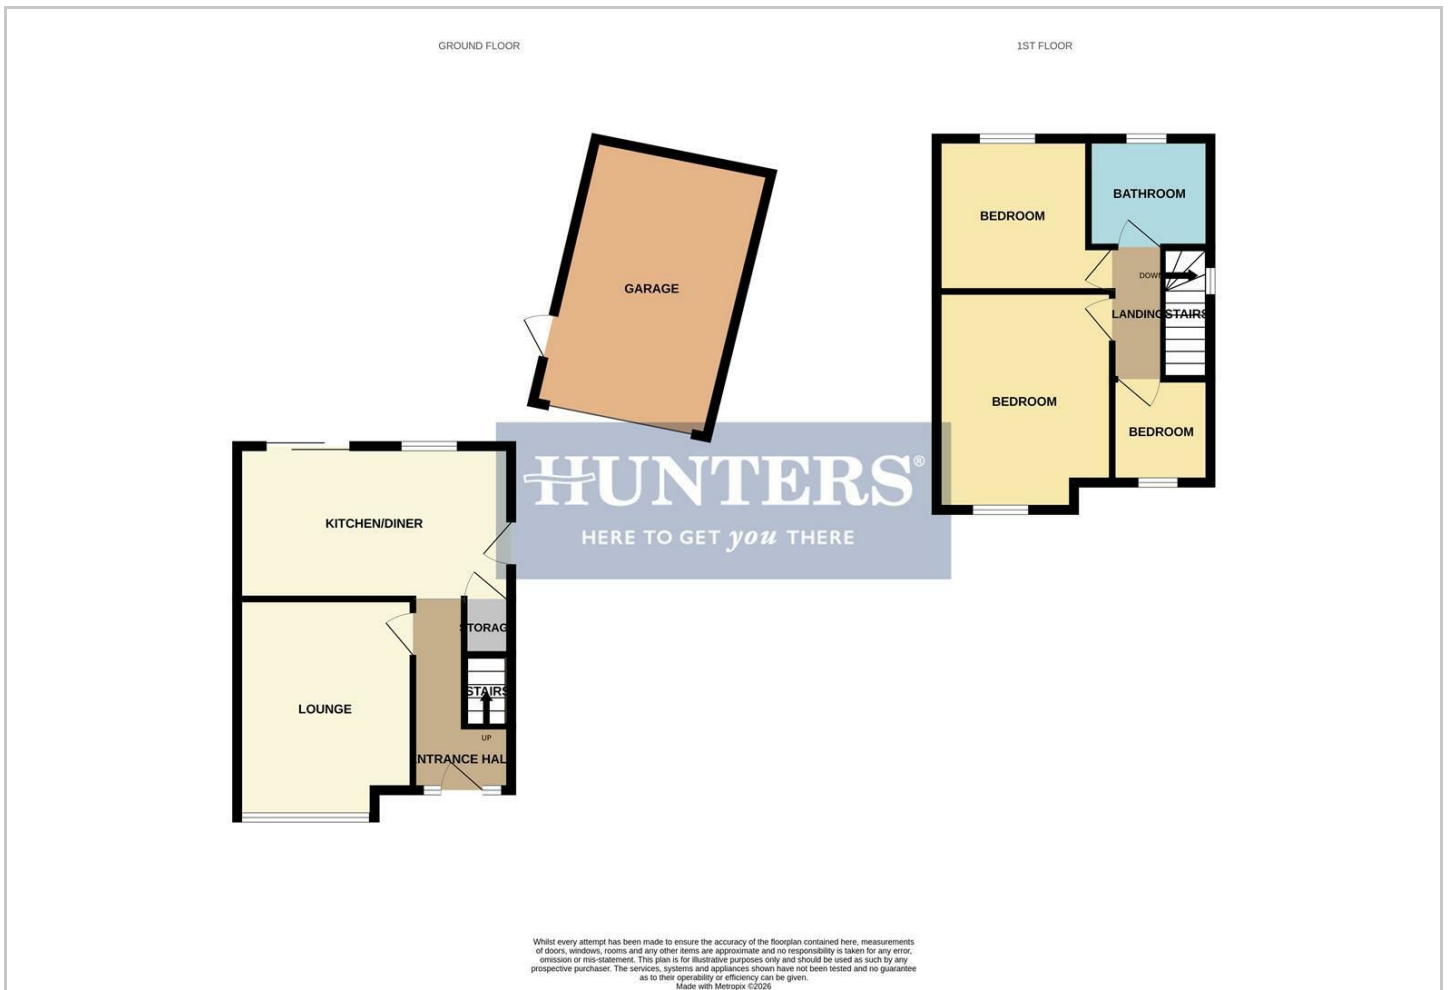 GROUND FLOOR
1ST FLOOR
GARAGE
BEDROOM
BATHROOM
DOWN
LANDING
STAIRS
BEDROOM
BEDROOM
HUNTERS®
HERE TO GET you THERE
KITCHEN/DINER
STORAG
STAIRS
LOUNGE
UP
NTRANCE HAL
Whilst every attempt has been made to ensure the accuracy of the floorplan contained here, measurements
of doors, windows, rooms and any other items are approximate and no responsibility is taken for any error,
omission or mis-statement. This plan is for illustrative purposes only and should be used as such by any
prospective purchaser. The services, systems and appliances shown have not been tested and no guarantee
as to their operability or efficiency can be given.
Made with Metropix ©2026